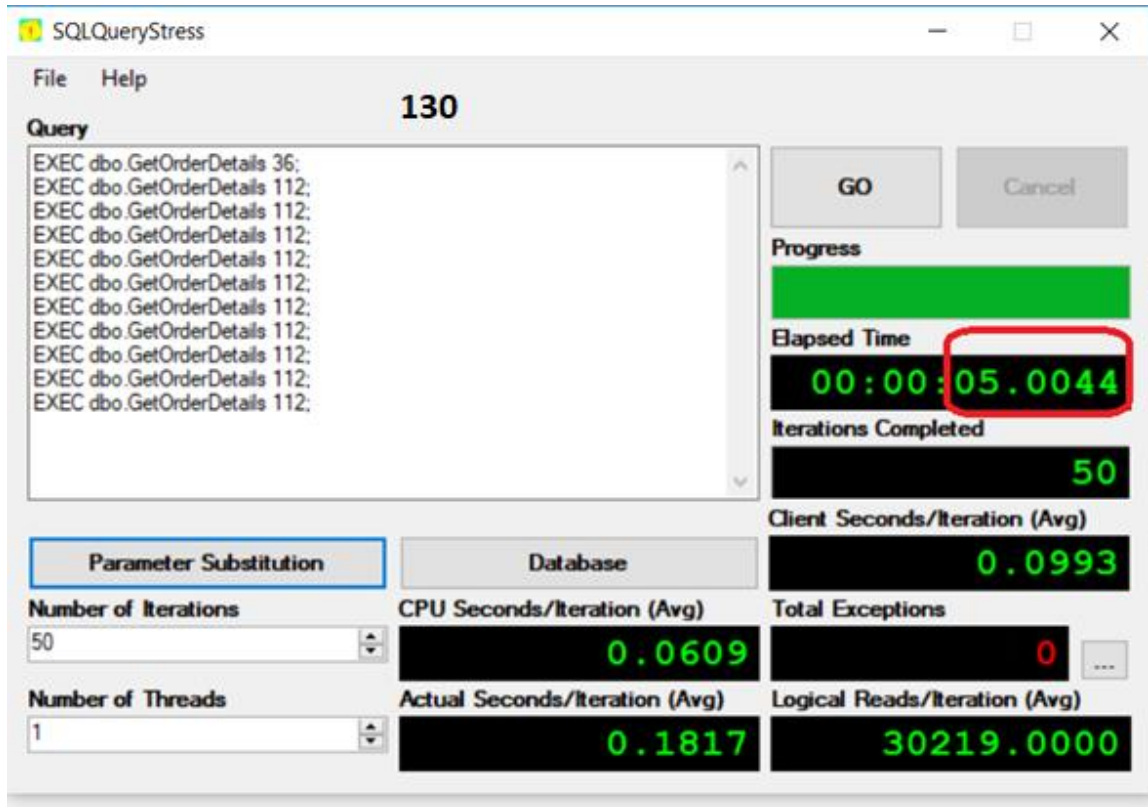 SQLQueryStress
File Help
130
Query
EXEC dbo.GetOrderDetails 36;
EXEC dbo.GetOrderDetails 112;
EXEC dbo.GetOrderDetails 112;
EXEC dbo.GetOrderDetails 112;
EXEC dbo.GetOrderDetails 112;
EXEC dbo.GetOrderDetails 112;
EXEC dbo.GetOrderDetails 112;
EXEC dbo.GetOrderDetails 112;
EXEC dbo.GetOrderDetails 112;
EXEC dbo.GetOrderDetails 112;
EXEC dbo.GetOrderDetails 112;
GO Cancel
Progress
Elapsed Time
00:00:05.0044
Iterations Completed
50
Client Seconds/Iteration (Avg)
0.0993
Parameter Substitution Database
Number of Iterations CPU Seconds/Iteration (Avg) Total Exceptions
50 0.0609 0 ...
Number of Threads Actual Seconds/Iteration (Avg) Logical Reads/Iteration (Avg)
1 0.1817 30219.0000